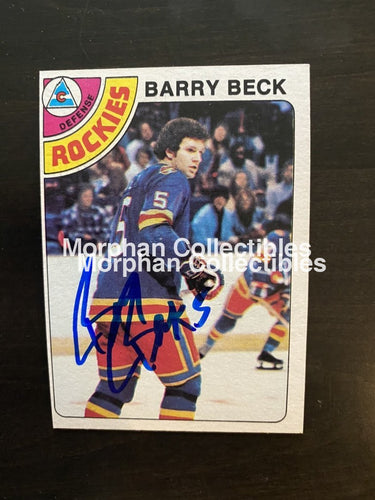 BARRY BECK
C
DEFENSE
ROCKIES
5
Morphan Collectibles
Morphan Collectibles